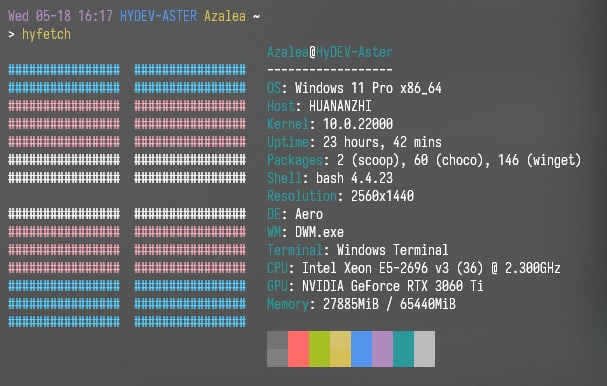 Wed 05-18 16:17 HYDEV-ASTER Azalea ~
> hyfetch
Azalea@HyDEV-Aster
------------------
################  ################ OS: Windows 11 Pro x86_64
################  ################ Host: HUANANZHI
################  ################ Kernel: 10.0.22000
################  ################ Uptime: 23 hours, 42 mins
################  ################ Packages: 2 (scoop), 60 (choco), 146 (winget)
################  ################ Shell: bash 4.4.23
################  ################ Resolution: 2560x1440
DE: Aero
################  ################ WM: DWM.exe
################  ################ Terminal: Windows Terminal
################  ################ CPU: Intel Xeon E5-2696 v3 (36) @ 2.300GHz
################  ################ GPU: NVIDIA GeForce RTX 3060 Ti
################  ################ Memory: 27885MiB / 65440MiB
################  ################
################  ################